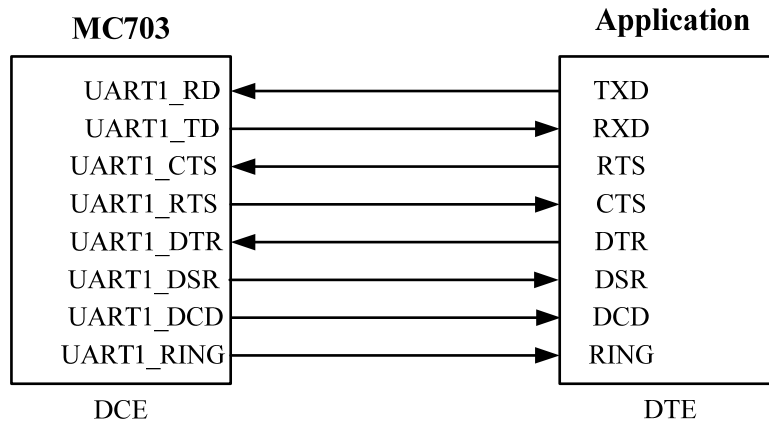 MC703 Application
UART1_RD TXD
UART1_TD RXD
UART1_CTS RTS
UART1_RTS CTS
UART1_DTR DTR
UART1_DSR DSR
UART1_DCD DCD
UART1_RING RING
DCE DTE